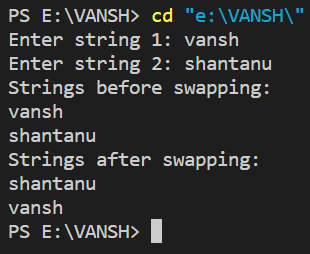 PS E:\VANSH> cd "e:\VANSH\"
Enter string 1: vansh
Enter string 2: shantanu
Strings before swapping:
vansh
shantanu
Strings after swapping:
shantanu
vansh
PS E:\VANSH>